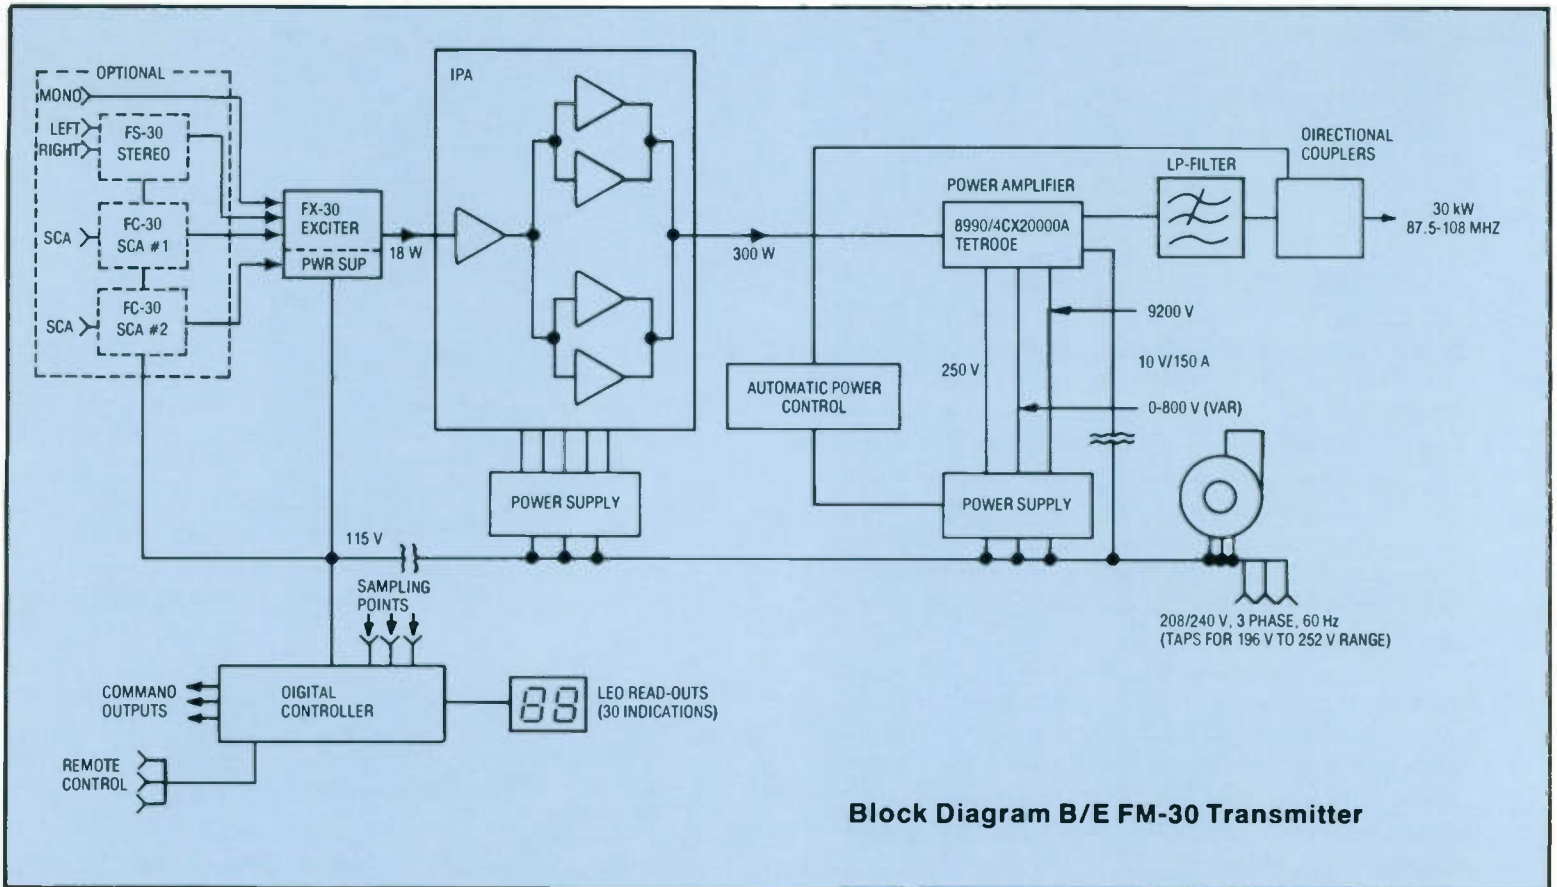 OPTIONAL
MONO
LEFT
RIGHT
FS-30
STEREO
SCA
FC-30
SCA #1
SCA
FC-30
SCA #2
FX-30
EXCITER
PWR SUP
18 W
IPA
300 W
POWER SUPPLY
115 V
AUTOMATIC POWER
CONTROL
POWER AMPLIFIER
8990/4CX20000A
TETROOE
LP-FILTER
OIRECTIONAL
COUPLERS
30 kW
87.5-108 MHZ
9200 V
250 V
10 V/150 A
0-800 V (VAR)
POWER SUPPLY
208/240 V, 3 PHASE, 60 Hz
(TAPS FOR 196 V TO 252 V RANGE)
SAMPLING
POINTS
COMMANO
OUTPUTS
OIGITAL
CONTROLLER
88
LEO READ-OUTS
(30 INDICATIONS)
REMOTE
CONTROL
Block Diagram B/E FM-30 Transmitter